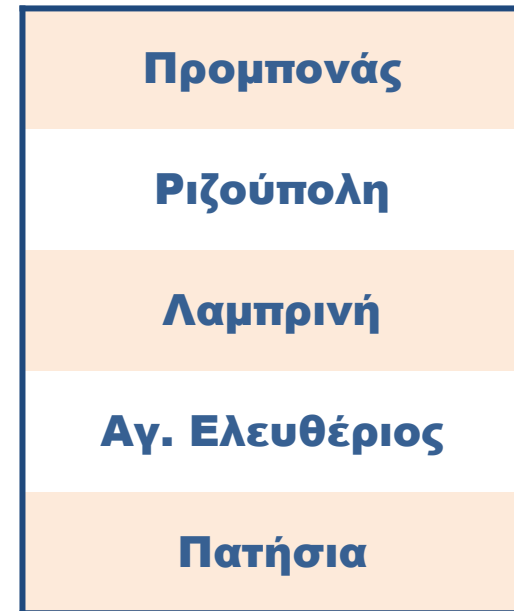 Προμπονάς
Ριζούπολη
Λαμπρινή
Αγ. Ελευθέριος
Πατήσια